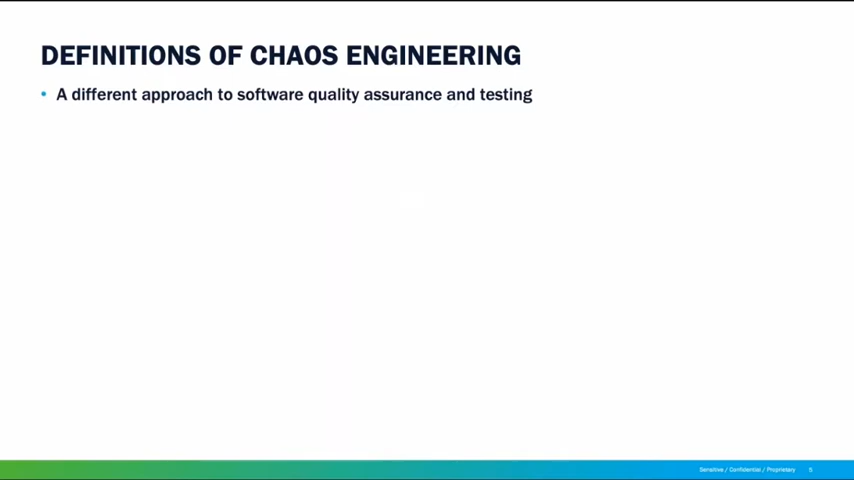 DEFINITIONS OF CHAOS ENGINEERING
• A different approach to software quality assurance and testing
Sensitive / Confidential / Proprietary 5